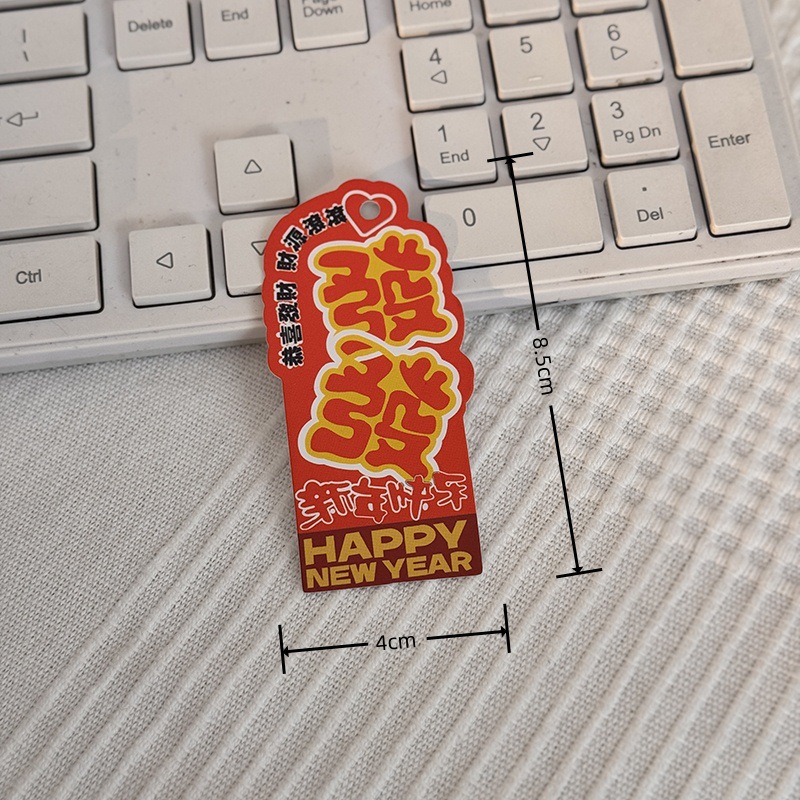 Delete
End
Page
Down
Home
4
5
6
1
End
2
3
Pg Dn
Enter
0
.
Del
Ctrl
恭喜發財 財源滾滾
發發
新年快乐
HAPPY
NEW YEAR
8.5cm
4cm